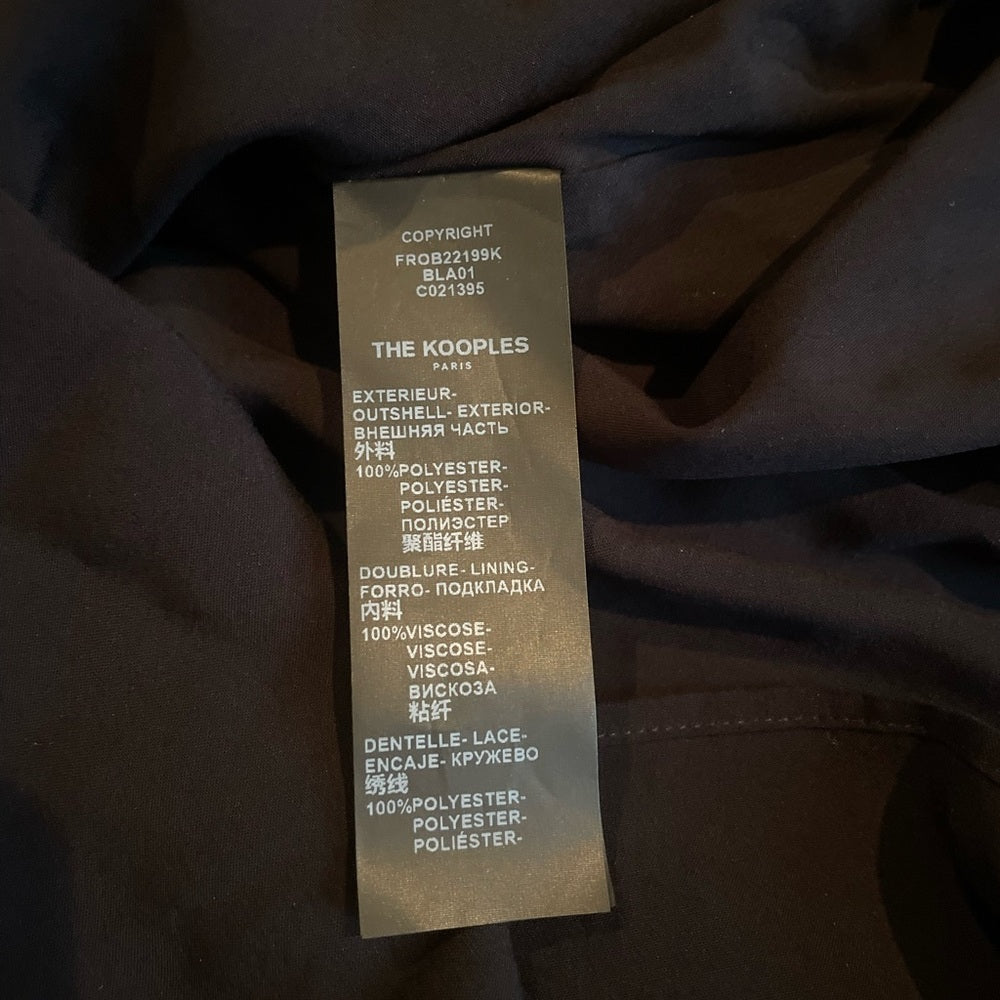 COPYRIGHT
FROB22199K
BLA01
C021395
THE KOOPLES
PARIS
EXTERIEUR-
OUTSHELL- EXTERIOR-
ВНЕШНЯЯ ЧАСТЬ
外料
100%POLYESTER-
POLYESTER-
POLIÉSTER-
ПОЛИЭСТЕР
聚酯纤维
DOUBLURE- LINING-
FORRO- ПОДКЛАДКА
内料
100%VISCOSE-
VISCOSE-
VISCOSA-
ВИСКОЗА
粘纤
DENTELLE- LACE-
ENCAJE- КРУЖЕВО
绣线
100%POLYESTER-
POLYESTER-
POLIÉSTER-